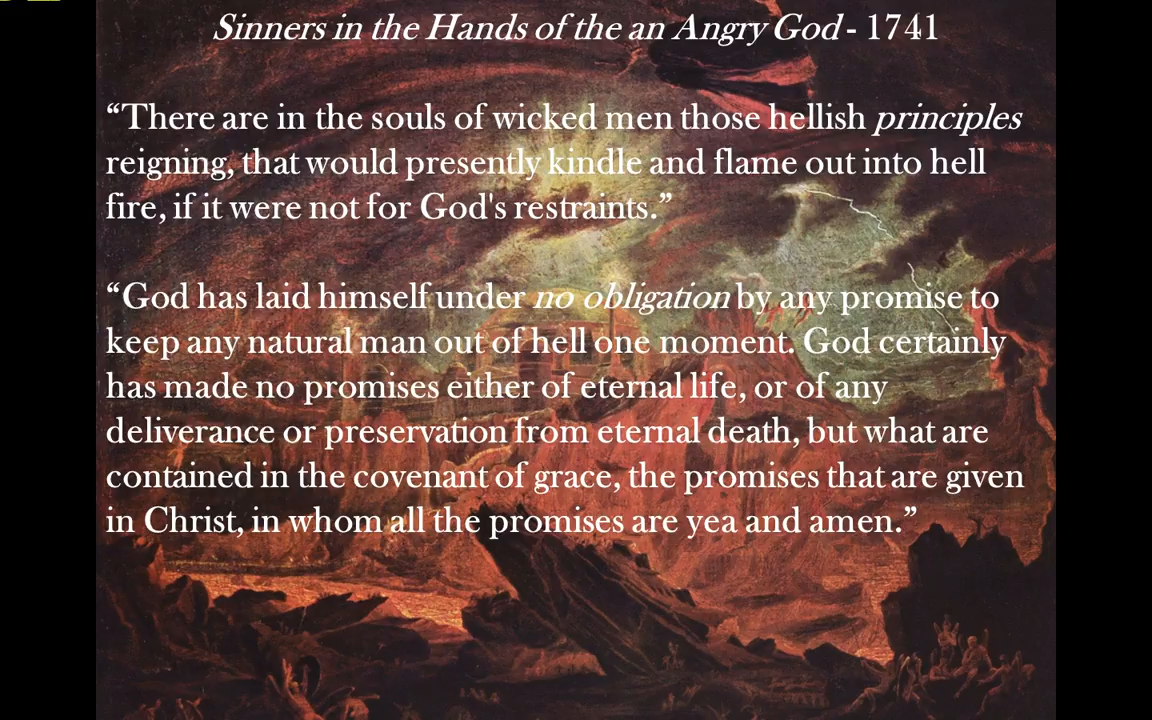 Sinners in the Hands of the an Angry God - 1741
“There are in the souls of wicked men those hellish principles
reigning, that would presently kindle and flame out into hell
fire, if it were not for God's restraints.”
“God has laid himself under no obligation by any promise to
keep any natural man out of hell one moment. God certainly
has made no promises either of eternal life, or of any
deliverance or preservation from eternal death, but what are
contained in the covenant of grace, the promises that are given
in Christ, in whom all the promises are yea and amen.”